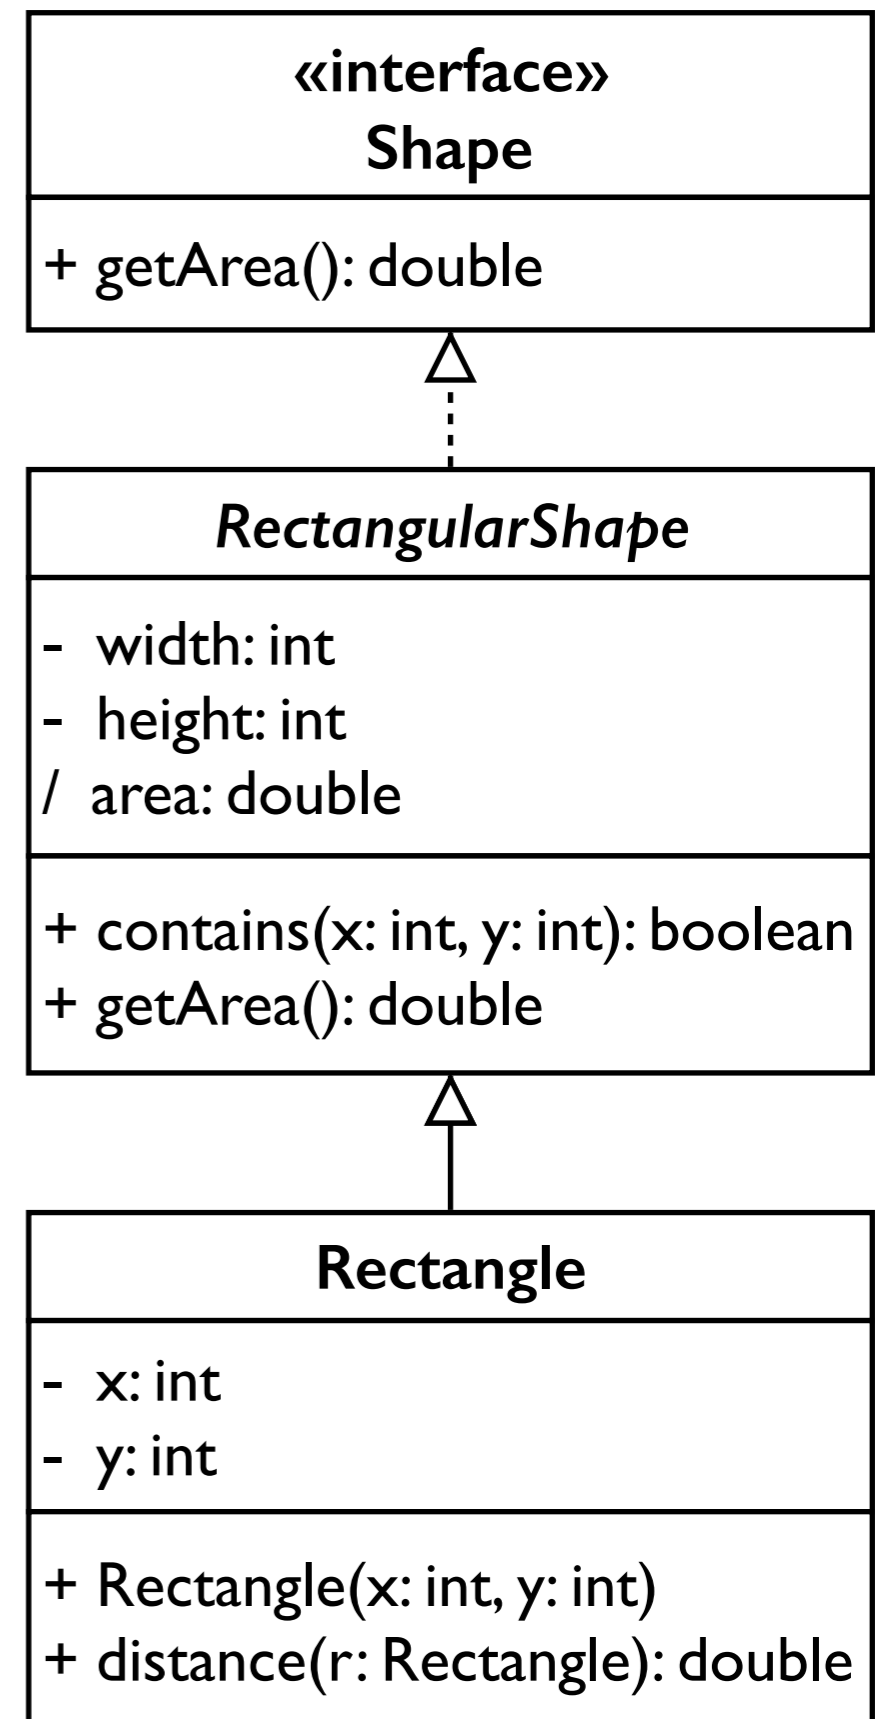 «interface»
Shape
+ getArea(): double
RectangularShape
- width: int
- height: int
/ area: double
+ contains(x: int, y: int): boolean
+ getArea(): double
Rectangle
- x: int
- y: int
+ Rectangle(x: int, y: int)
+ distance(r: Rectangle): double